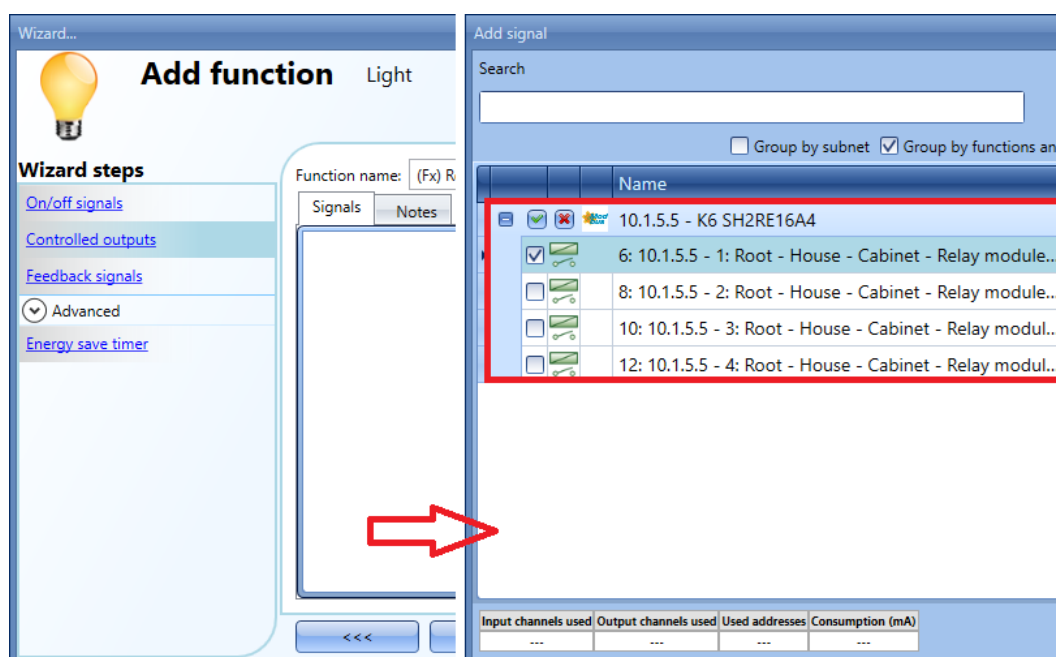 Wizard...
Add function Light
Wizard steps
On/off signals
Controlled outputs
Feedback signals
Advanced
Energy save timer
Function name: (Fx) R
Signals Notes
<<<
Add signal
Search
Group by subnet Group by functions an
Name
10.1.5.5 - K6 SH2RE16A4
6: 10.1.5.5 - 1: Root - House - Cabinet - Relay module...
8: 10.1.5.5 - 2: Root - House - Cabinet - Relay module...
10: 10.1.5.5 - 3: Root - House - Cabinet - Relay modul...
12: 10.1.5.5 - 4: Root - House - Cabinet - Relay modul...
Input channels used Output channels used Used addresses Consumption (mA)
--- --- --- ---